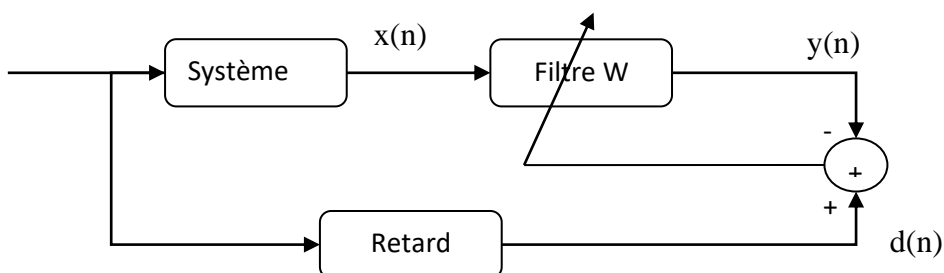 x(n)
y(n)
Système
Filtre W
-
+
+
Retard
d(n)